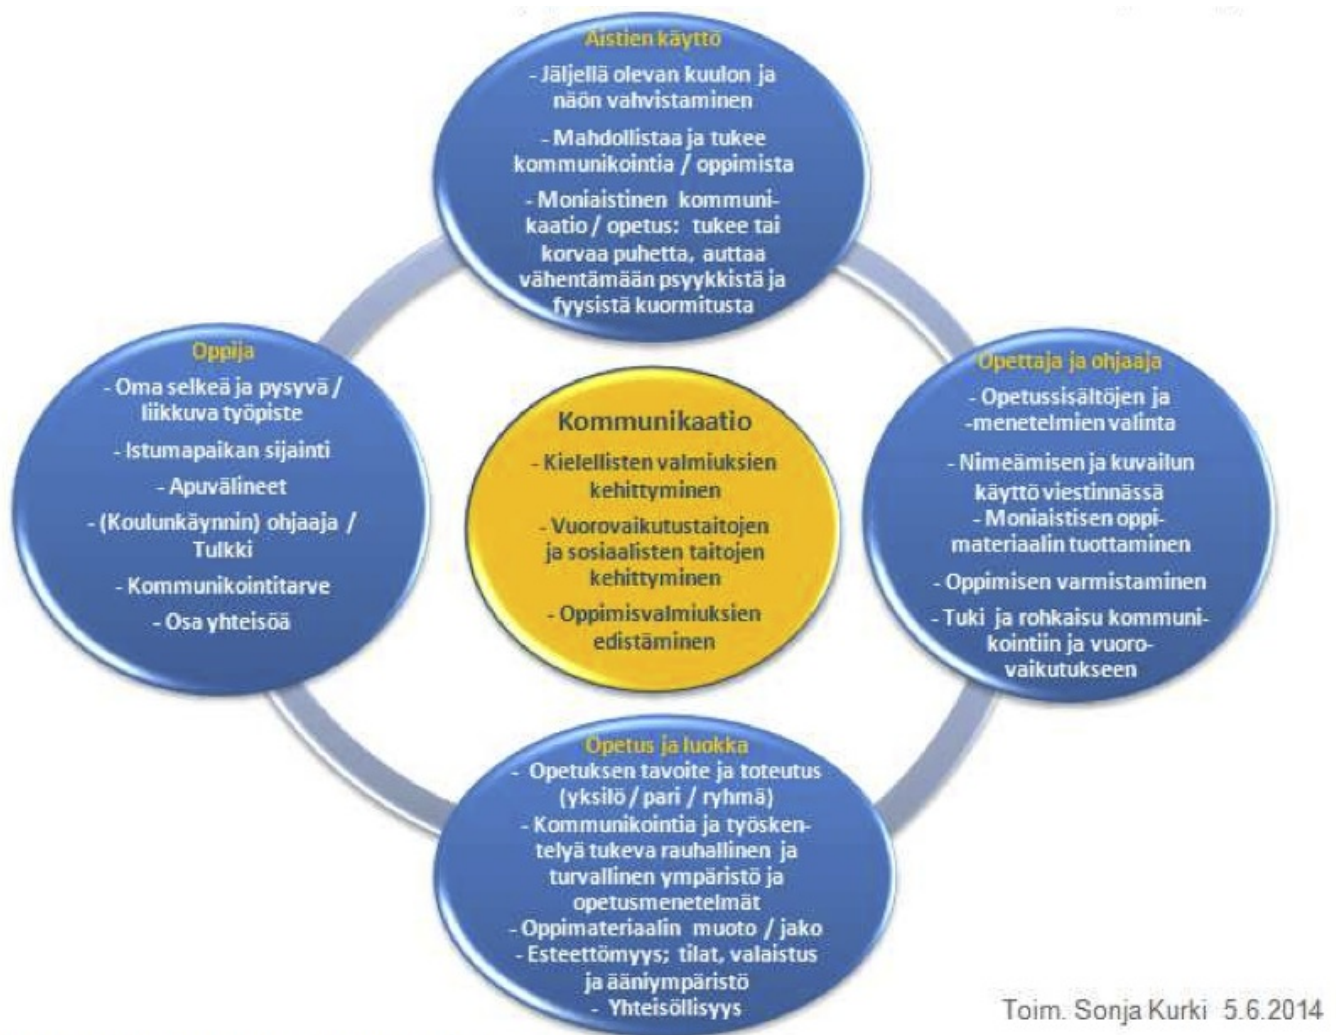 Aistien käyttö
- Jäljellä olevan kuulon ja
näön vahvistaminen
- Mahdollistaa ja tukee
kommunikointia / oppimista
- Moniaistinen kommuni-
kaatio / opetus: tukee tai
korvaa puhetta, auttaa
vähentämään psyykkistä ja
fyysistä kuormitusta
Oppija
- Oma selkeä ja pysyvä /
liikkuva työpiste
- Istumapaikan sijainti
- Apuvälineet
- (Koulunkäynnin) ohjaaja /
Tulkki
- Kommunikointitarve
- Osa yhteisöä
Kommunikaatio
- Kielellisten valmiuksien
kehittyminen
- Vuorovaikutustaitojen
ja sosiaalisten taitojen
kehittyminen
- Oppimisvalmiuksien
edistäminen
Opettaja ja ohjaaja
- Opetussisältöjen ja
-menetelmien valinta
- Nimeämisen ja kuvailun
käyttö viestinnässä
- Moniaistisen oppi-
materiaalin tuottaminen
- Oppimisen varmistaminen
- Tuki ja rohkaisu kommuni-
kointiin ja vuoro-
vaikutukseen
Opetus ja luokka
- Opetuksen tavoite ja toteutus
(yksilö / pari / ryhmä)
- Kommunikointia ja työsken-
telyä tukeva rauhallinen ja
turvallinen ympäristö ja
opetusmenetelmät
- Oppimateriaalin muoto / jako
- Esteettömyys; tilat, valaistus
ja ääniympäristö
- Yhteisöllisyys
Toim. Sonja Kurki 5.6.2014